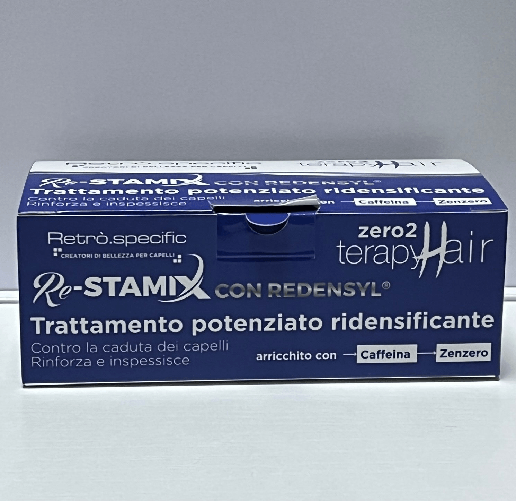 terapyHair
Re-STAMIX CON REDENSYL®
Trattamento potenziato ridensificante
Contro la caduta dei capelli
Rinforza e inspessisce
arricchito con Caffeina Zenzero
Retrò.specific
CREATORI DI BELLEZZA PER CAPELLI
zero2
terapyHair
Re-STAMIX CON REDENSYL®
Trattamento potenziato ridensificante
Contro la caduta dei capelli
Rinforza e inspessisce
arricchito con Caffeina Zenzero